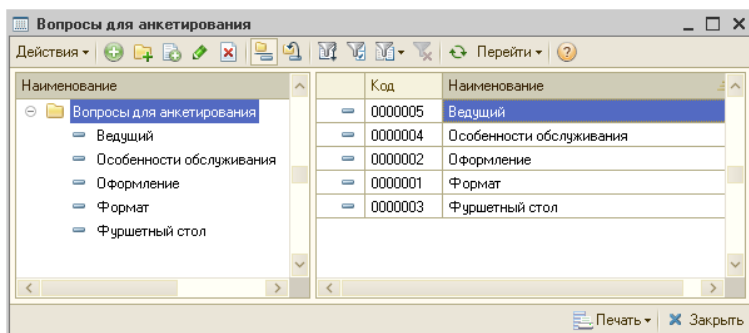 Вопросы для анкетирования
Действия Перейти
Наименование Код Наименование
Вопросы для анкетирования 0000005 Ведущий
Ведущий 0000004 Особенности обслуживания
Особенности обслуживания 0000002 Оформление
Оформление 0000001 Формат
Формат 0000003 Фуршетный стол
Фуршетный стол
Печать Закрыть